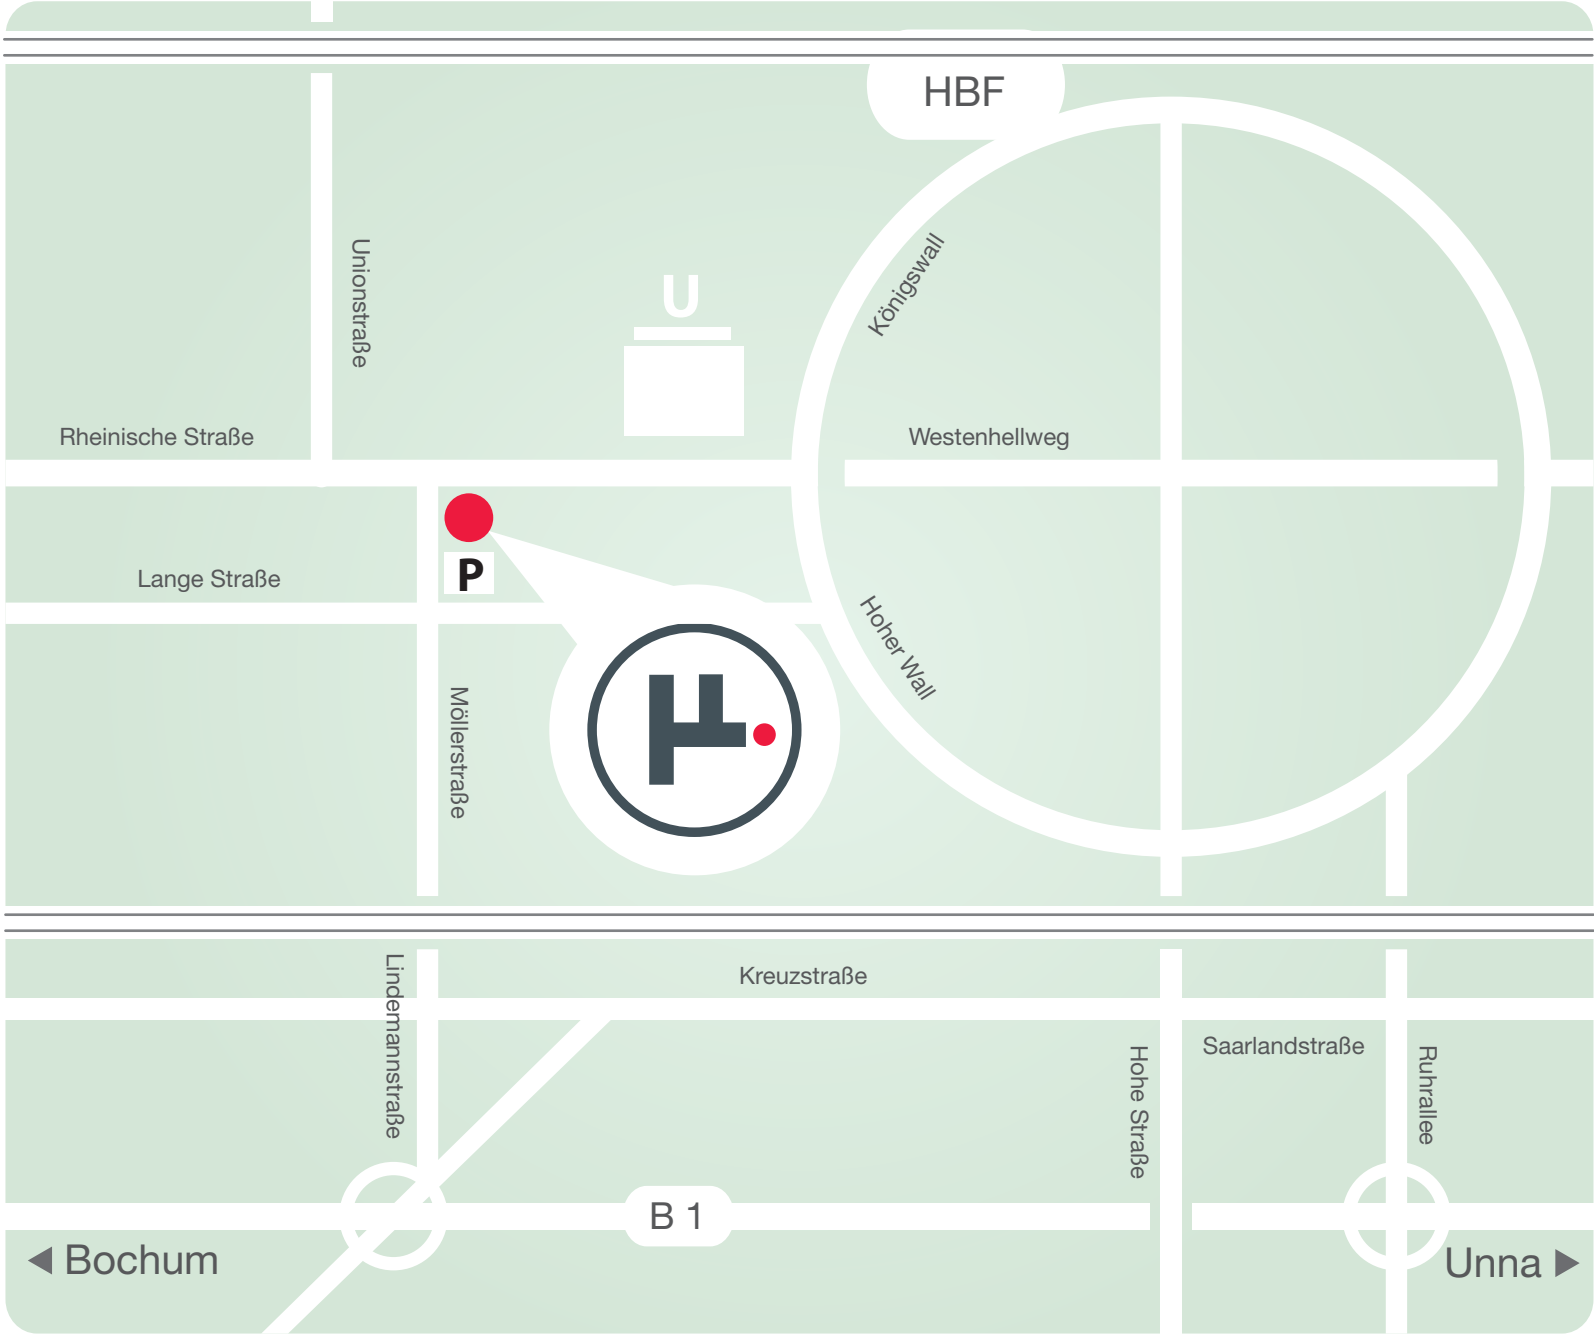 HBF
Unionstraße
U
Königswall
Rheinische Straße
Westenhellweg
P
Lange Straße
Hoher Wall
Möllerstraße
Lindemannstraße
Kreuzstraße
Hohe Straße
Saarlandstraße
Ruhrallee
B 1
Bochum
Unna